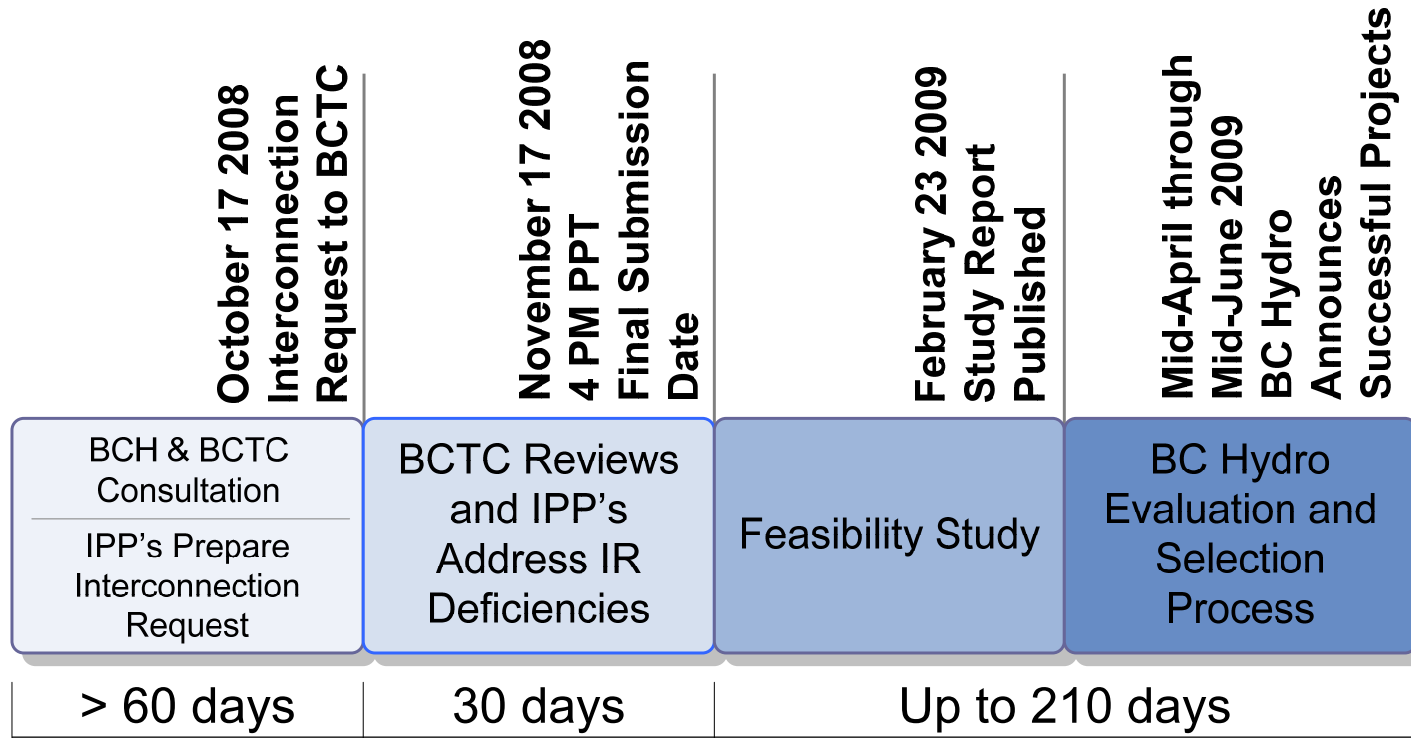 October 17 2008
Interconnection
Request to BCTC
November 17 2008
4 PM PPT
Final Submission
Date
February 23 2009
Study Report
Published
Mid-April through
Mid-June 2009
BC Hydro
Announces
Successful Projects
BCH & BCTC
Consultation
IPP’s Prepare
Interconnection
Request
BCTC Reviews
and IPP’s
Address IR
Deficiencies
Feasibility Study
BC Hydro
Evaluation and
Selection
Process
> 60 days
30 days
Up to 210 days